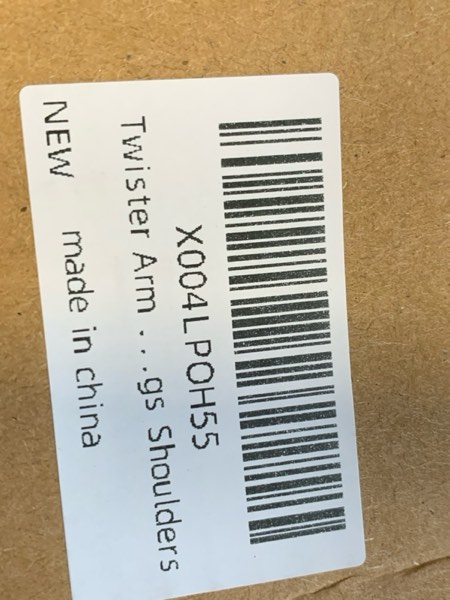 X004LPOH55
Twister Arm ...gs Shoulders
NEW made in china